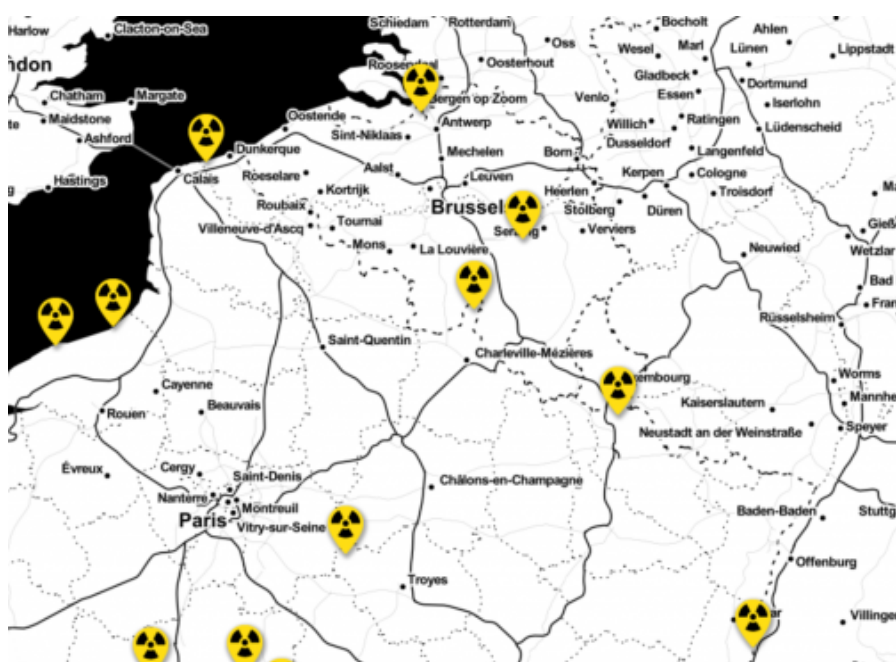 Harlow
Clacton-on-Sea
Schiedam
Rotterdam
Bocholt
Ahlen
Oss
Wesel
Marl
Lippstadt
Oosterhout
Lünen
Roosendaal
Gladbeck
Dortmund
Chatham
Margate
Bergen op Zoom
Venlo
Essen
Iserlohn
Maidstone
Oostende
Antwerp
Willich
Ratingen
Lüdenscheid
Ashford
Sint-Niklaas
Dusseldorf
Dunkerque
Mechelen
Born
Langenfeld
Hastings
Calais
Roeselare
Aalst
Leuven
Heerlen
Kerpen
Cologne
Kortrijk
Troisdorf
Roubaix
Brussel
Stolberg
Düren
Villeneuve-d'Ascq
Tournai
Verviers
Mons
La Louvière
Neuwied
Wetzlar
Bad
Rüsselsheim
Saint-Quentin
Charleville-Mézières
Worms
Cayenne
Kaiserslautern
Rouen
Beauvais
Neustadt an der Weinstraße
Speyer
Évreux
Cergy
Saint-Denis
Châlons-en-Champagne
Nanterre
Montreuil
Baden-Baden
Paris
Vitry-sur-Seine
Offenburg
Troyes